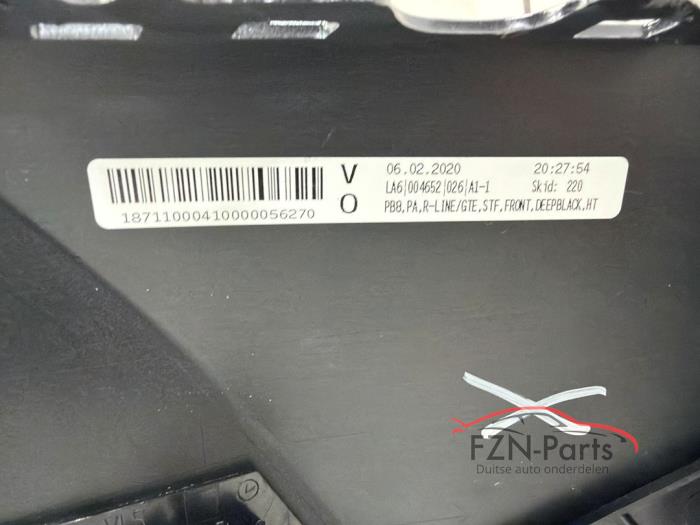 V
O
06.02.2020 20:27:54
LA6|004652|026|A1-1 Skid: 220
PB8,PA,R-LINE/GTE,STF,FRONT,DEEPBLACK,HT
18711000410000056270
FZN-Parts
Duitse auto onderdelen